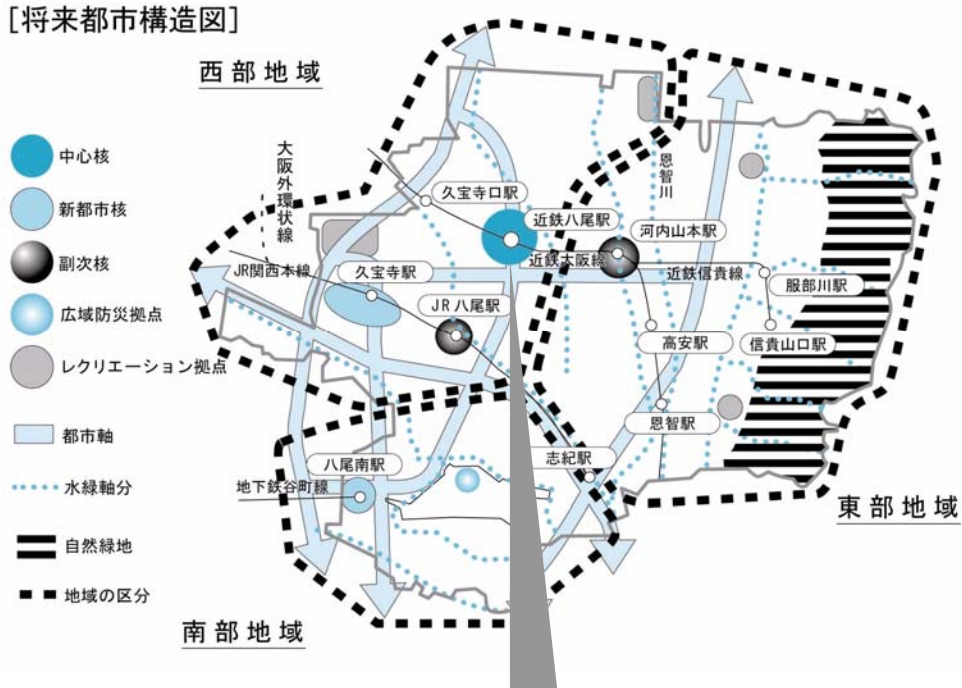 [将来都市構造図]
西部地域
中心核
新都市核
副次核
広域防災拠点
レクリエーション拠点
都市軸
水緑軸分
自然緑地
地域の区分
大阪外環状線
恩智川
久宝寺口駅
近鉄八尾駅
河内山本駅
近鉄大阪線
近鉄信貴線
JR関西本線
久宝寺駅
服部川駅
JR八尾駅
高安駅
信貴山口駅
恩智駅
八尾南駅
志紀駅
地下鉄谷町線
東部地域
南部地域